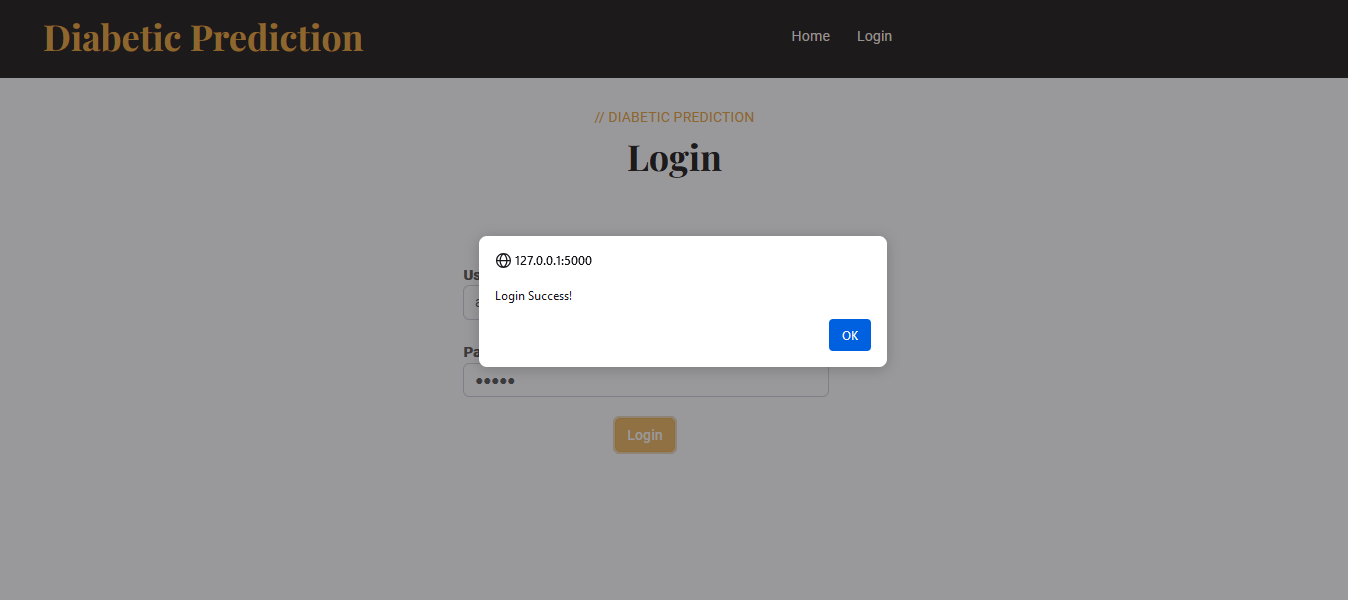 Diabetic Prediction
Home
Login
// DIABETIC PREDICTION
Login
127.0.0.1:5000
Login Success!
OK
Login